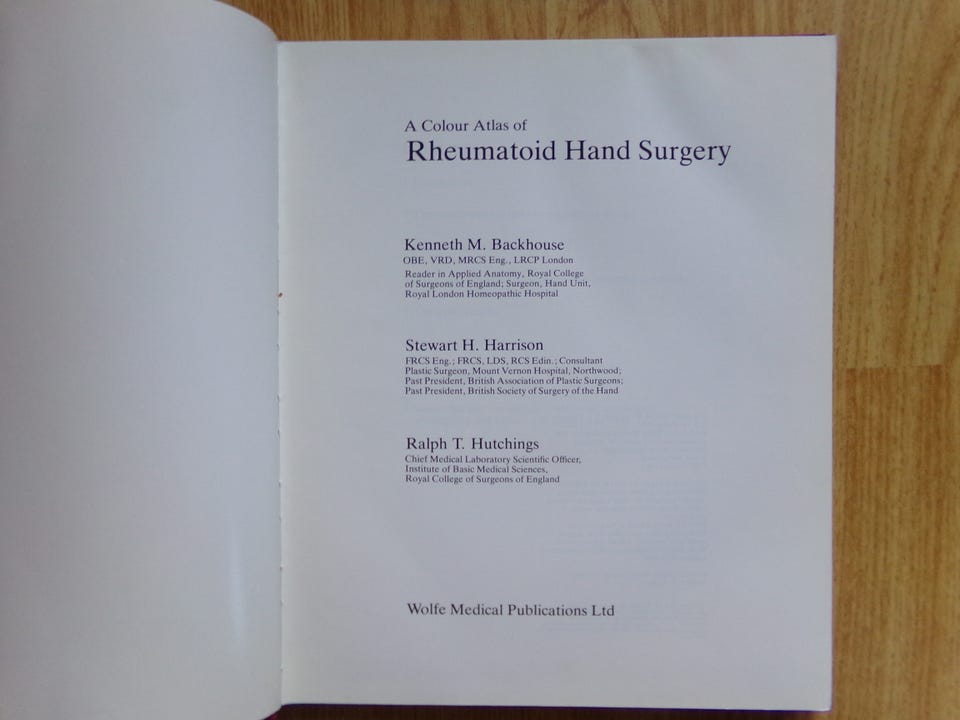 A Colour Atlas of
Rheumatoid Hand Surgery
Kenneth M. Backhouse
OBE, VRD, MRCS Eng., LRCP London
Reader in Applied Anatomy, Royal College
of Surgeons of England; Surgeon, Hand Unit,
Royal London Homeopathic Hospital
Stewart H. Harrison
FRCS Eng.; FRCS, LDS, RCS Edin.; Consultant
Plastic Surgeon, Mount Vernon Hospital, Northwood;
Past President, British Association of Plastic Surgeons;
Past President, British Society of Surgery of the Hand
Ralph T. Hutchings
Chief Medical Laboratory Scientific Officer,
Institute of Basic Medical Sciences,
Royal College of Surgeons of England
Wolfe Medical Publications Ltd